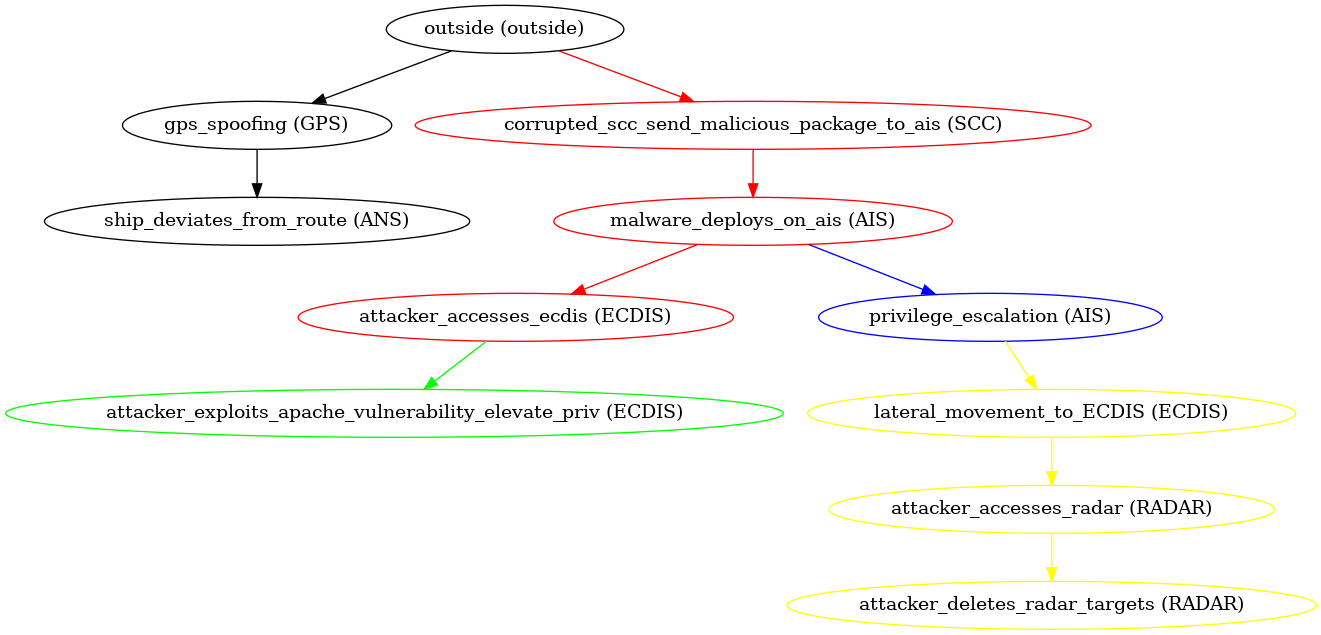 outside (outside)
gps_spoofing (GPS)
corrupted_scc_send_malicious_package_to_ais (SCC)
ship_deviates_from_route (ANS)
malware_deploys_on_ais (AIS)
attacker_accesses_ecdis (ECDIS)
privilege_escalation (AIS)
attacker_exploits_apache_vulnerability_elevate_priv (ECDIS)
lateral_movement_to_ECDIS (ECDIS)
attacker_accesses_radar (RADAR)
attacker_deletes_radar_targets (RADAR)